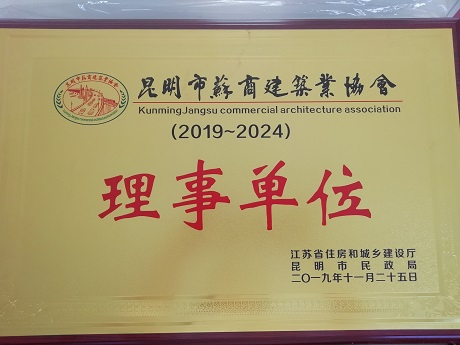 昆明市蘇商建築業協會
KunmingJangsu commercial architecture association
(2019~2024)
理事单位
江苏省住房和城乡建设厅
昆明市民政局
二〇一九年十一月二十五日